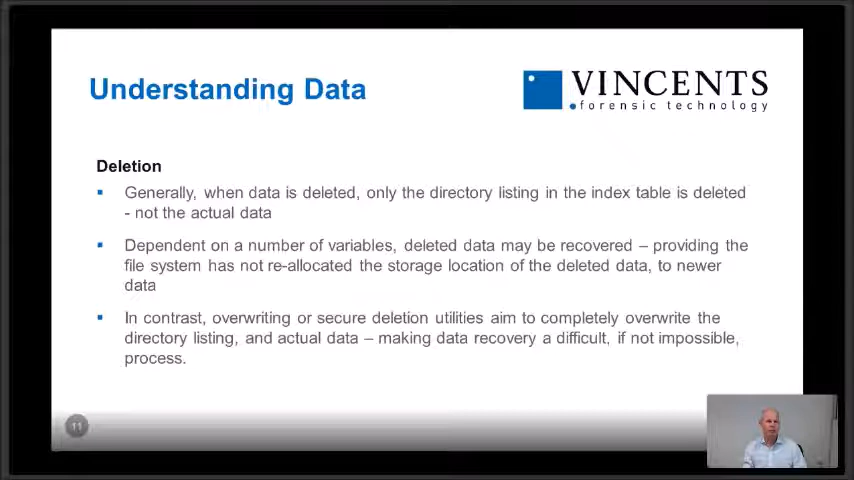 Understanding Data
VINCENTS
forensic technology
Deletion
Generally, when data is deleted, only the directory listing in the index table is deleted
- not the actual data
Dependent on a number of variables, deleted data may be recovered – providing the
file system has not re-allocated the storage location of the deleted data, to newer
data
In contrast, overwriting or secure deletion utilities aim to completely overwrite the
directory listing, and actual data – making data recovery a difficult, if not impossible,
process.
11